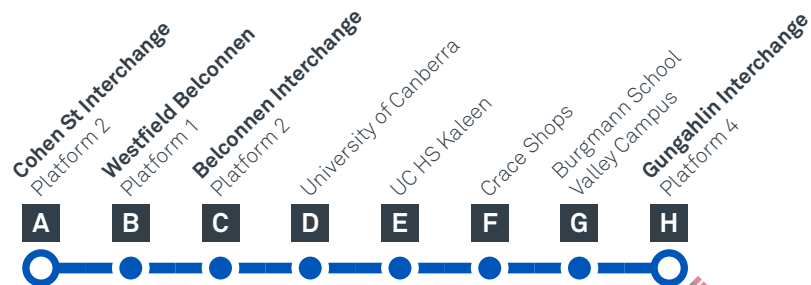 Cohen St Interchange
Platform 2
Westfield Belconnen
Platform 1
Belconnen Interchange
Platform 2
University of Canberra
UC HS Kaleen
Crace Shops
Burgmann School
Valley Campus
Gungahlin Interchange
Platform 4
A
B
C
D
E
F
G
H